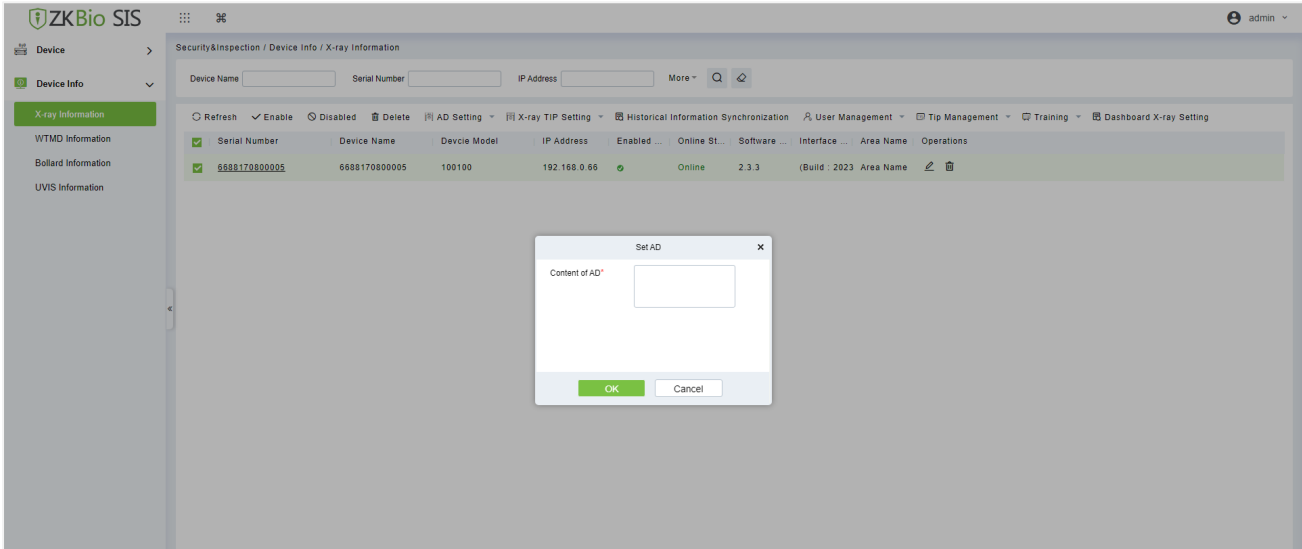 ZKBio SIS
admin
Device
Security&Inspection / Device Info / X-ray Information
Device Info
Device Name Serial Number IP Address More
X-ray Information
Refresh Enable Disabled Delete AD Setting X-ray TIP Setting Historical Information Synchronization User Management Tip Management Training Dashboard X-ray Setting
WTMD Information
Serial Number Device Name Devcie Model IP Address Enabled ... Online St... Software ... Interface ... Area Name Operations
Bollard Information
6688170800005 6688170800005 100100 192.168.0.66 Online 2.3.3 (Build : 2023 Area Name
UVIS Information
Set AD
Content of AD*
OK Cancel